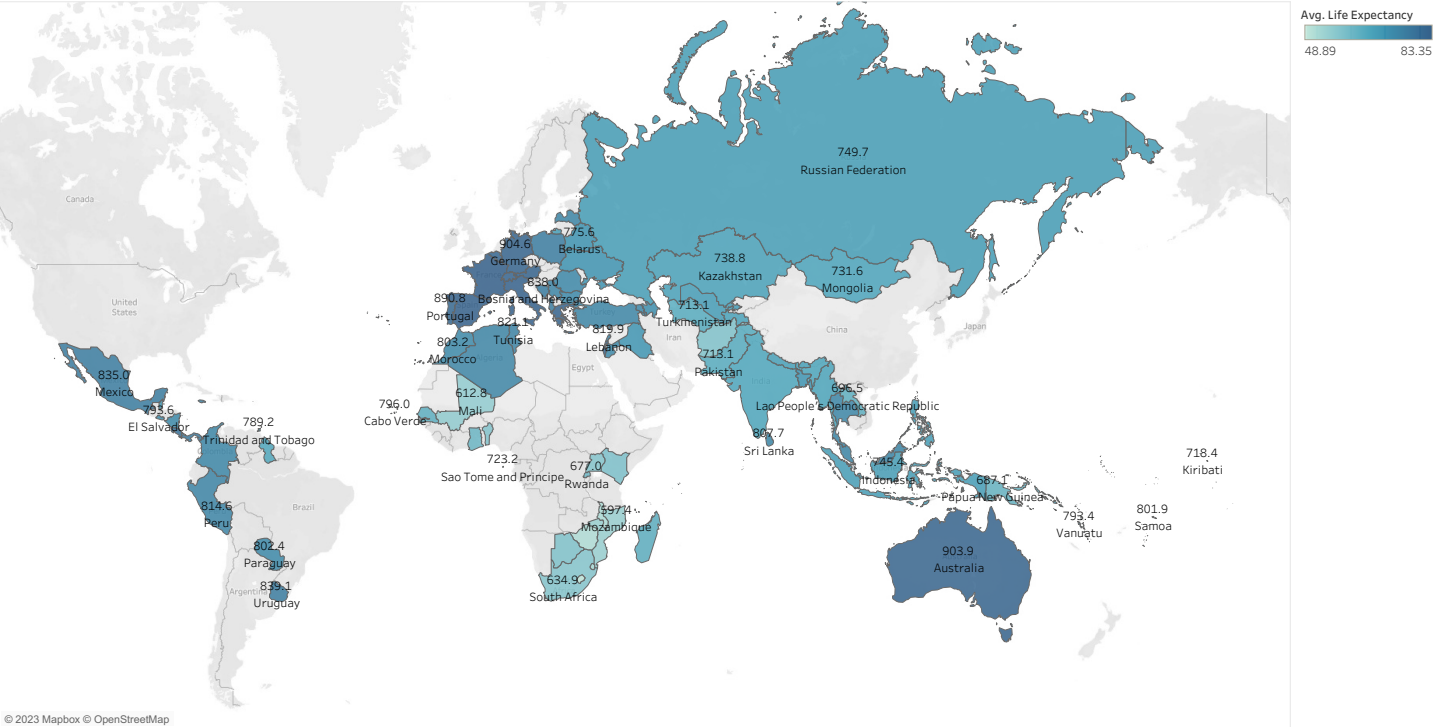 Avg. Life Expectancy
48.89
83.35
749.7
Russian Federation
Canada
775.6
Belarus
904.6
Germany
738.8
Kazakhstan
731.6
Mongolia
838.0
Bosnia and Herzegovina
890.8
Portugal
United
States
713.1
Turkmenistan
821.1
Tunisia
819.9
Lebanon
China
Japan
Iran
803.2
Morocco
713.1
Pakistan
Egypt
India
835.0
Mexico
612.8
Mali
696.5
Lao People's Democratic Republic
796.0
Cabo Verde
793.6
El Salvador
789.2
Trinidad and Tobago
807.7
Sri Lanka
723.2
Sao Tome and Principe
677.0
Rwanda
745.4
Indonesia
718.4
Kiribati
687.1
Papua New Guinea
Brazil
814.6
Peru
597.4
Mozambique
793.4
Vanuatu
801.9
Samoa
802.4
Paraguay
903.9
Australia
839.1
Uruguay
Argentina
634.9
South Africa
© 2023 Mapbox © OpenStreetMap